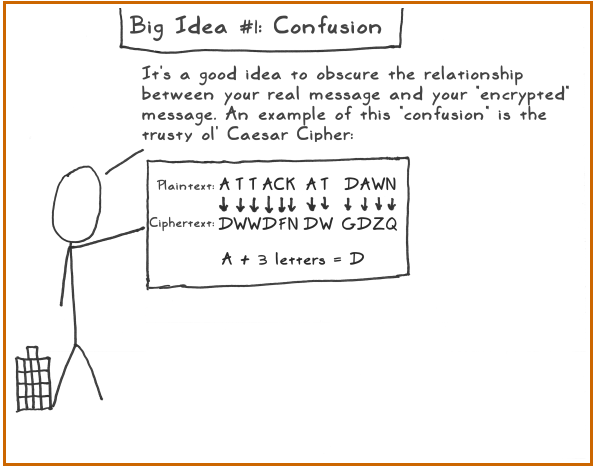 Big Idea #1: Confusion
It's a good idea to obscure the relationship
between your real message and your "encrypted"
message. An example of this "confusion" is the
trusty ol' Caesar Cipher:
Plaintext: ATTACK AT DAWN
Ciphertext: DWWDFN DW GDZQ
A + 3 letters = D